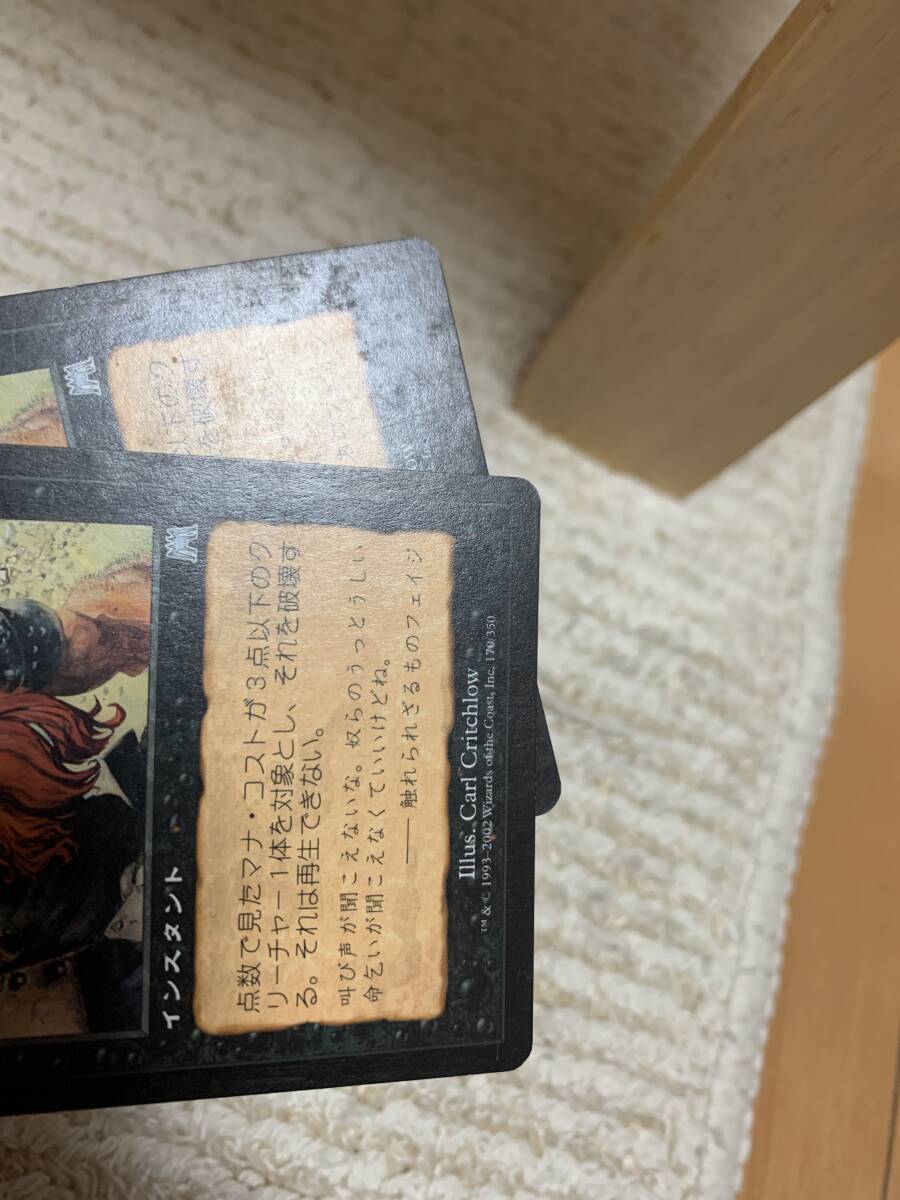 インスタント
点数で見たマナ・コストが３点以下のク
リーチャー１体を対象とし、それを破壊す
る。それは再生できない。
叫び声が聞こえないな。奴らのうっとうしい
命乞いが聞こえなくていいけどね。
―― 触れられざるものフェイジ
Illus. Carl Critchlow
™ & © 1993–2002 Wizards of the Coast, Inc. 170/350
以下のク
を破壊す